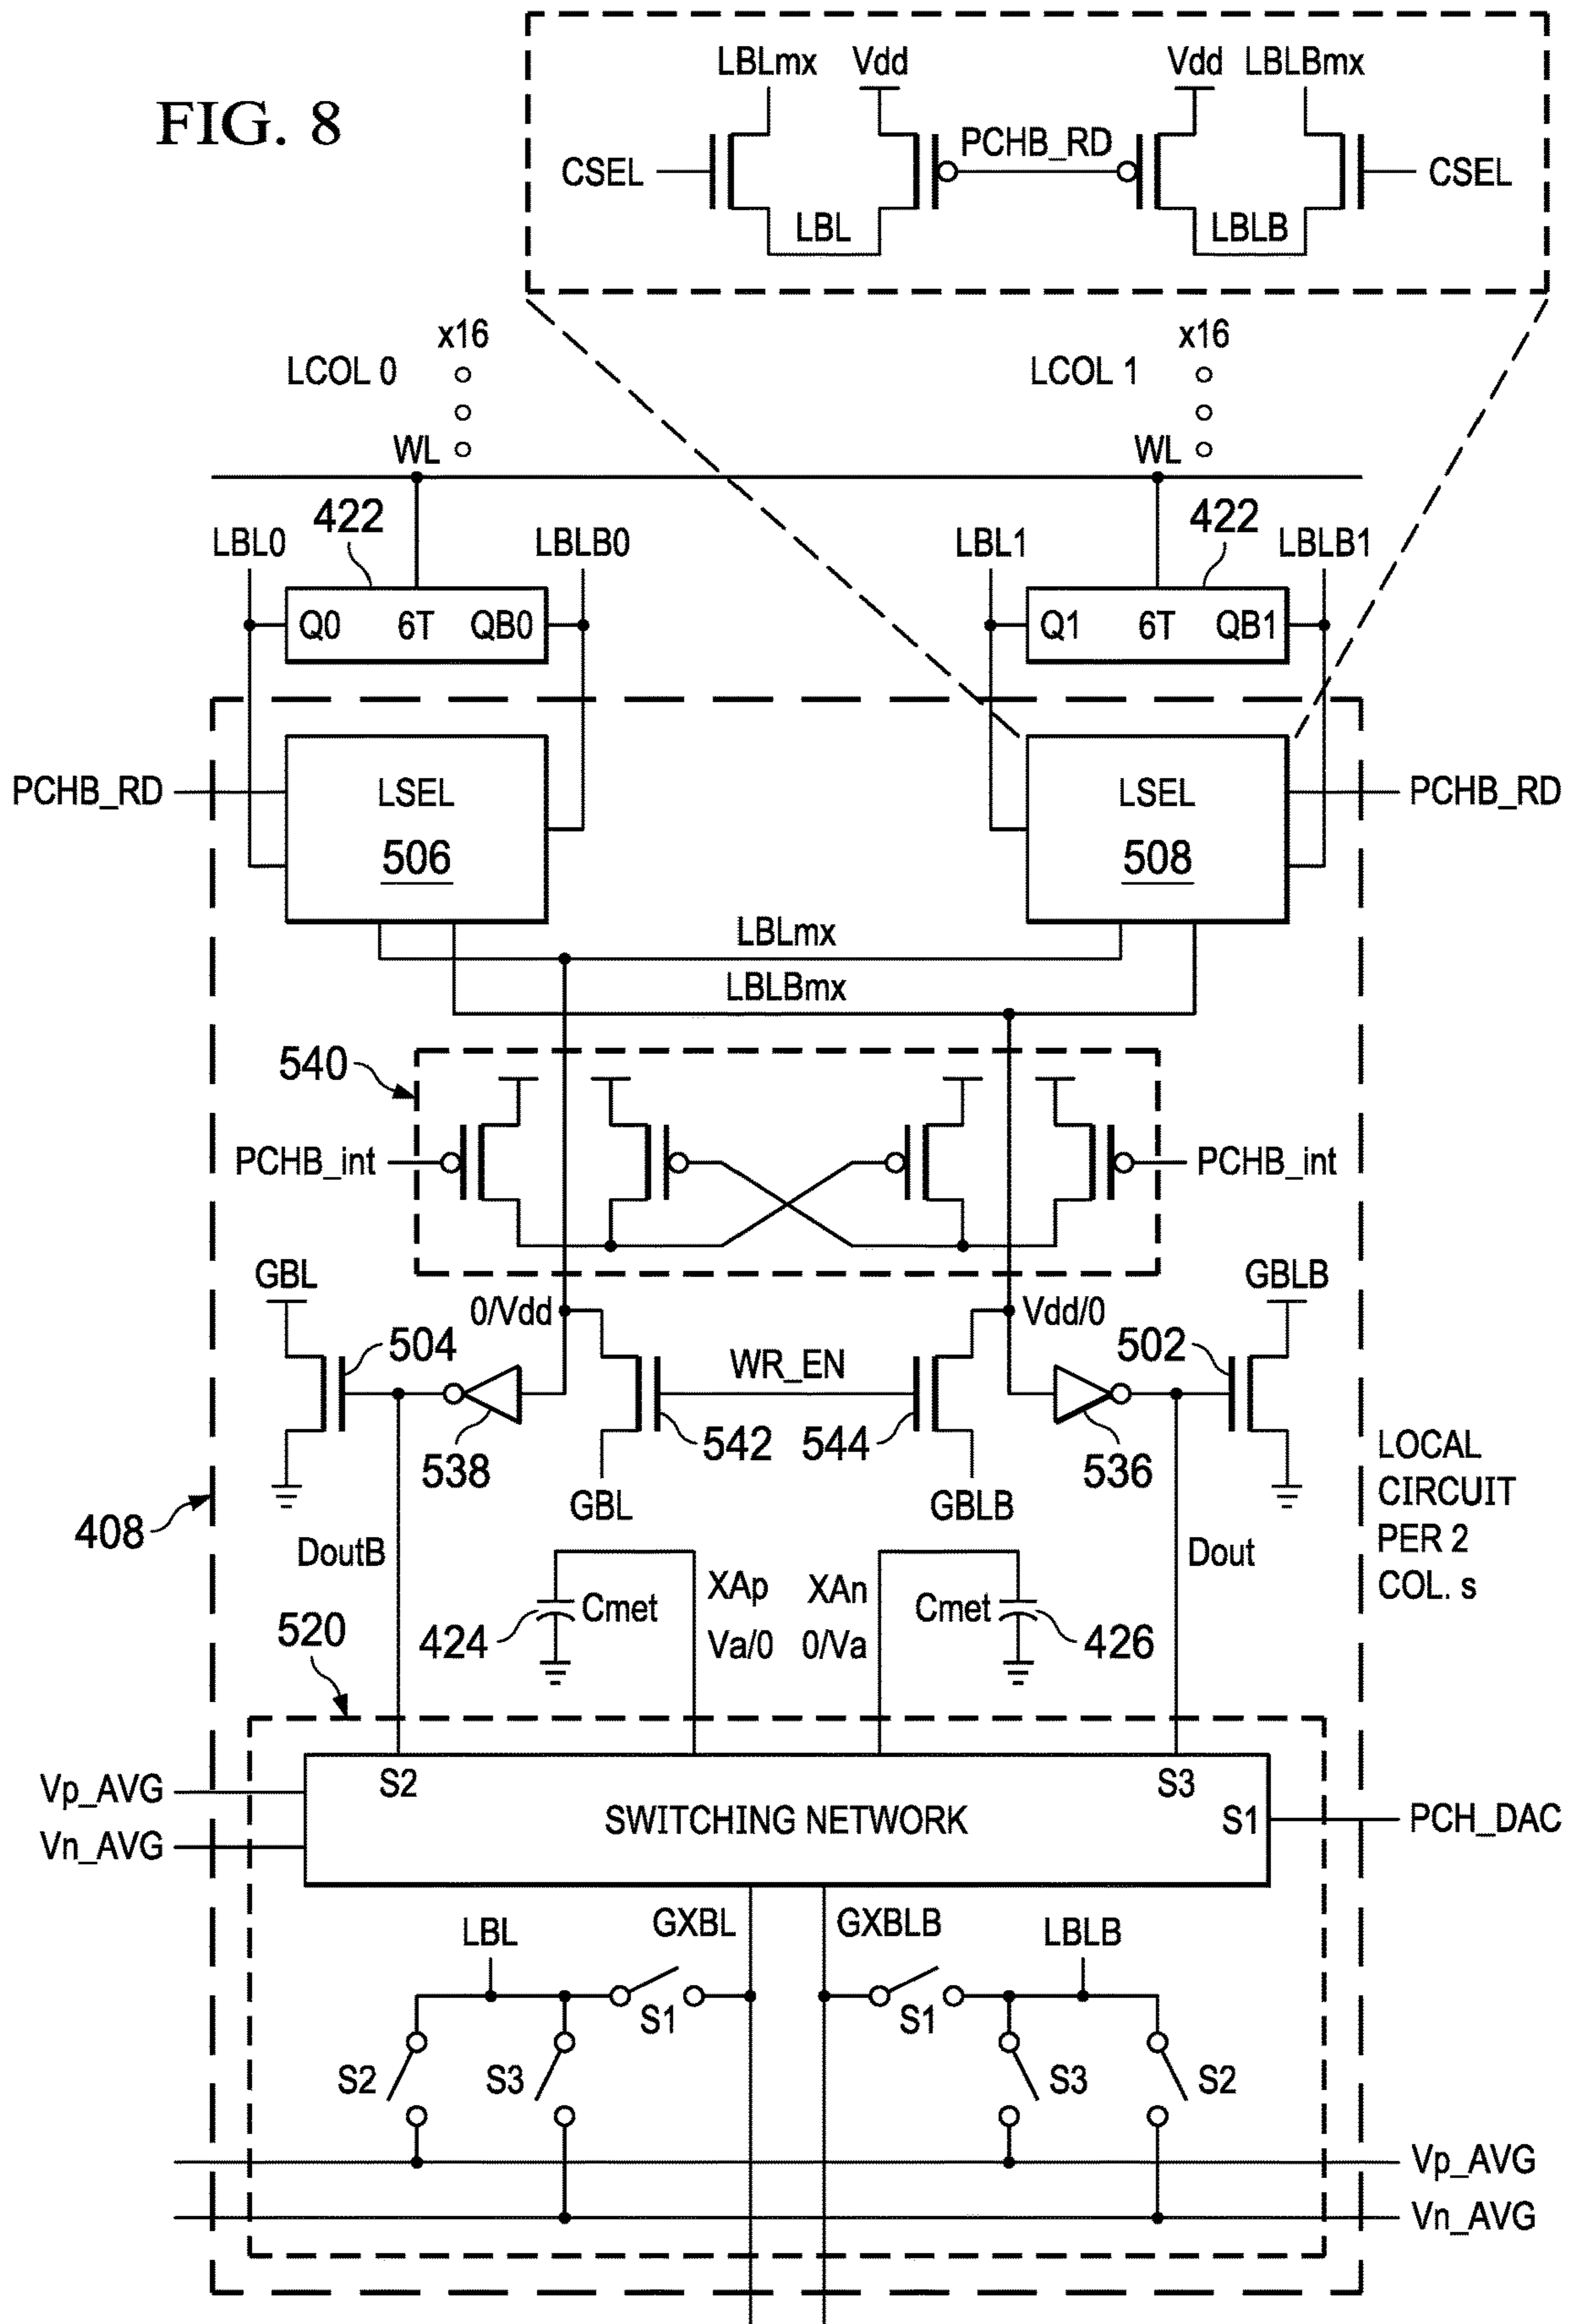 FIG. 8
LBLmx Vdd Vdd LBLBmx
CSEL PCHB_RD CSEL
LBL LBLB
x16 x16
LCOL 0 LCOL 1
WL WL
422 422
LBL0 LBLB0 LBL1 LBLB1
Q0 6T QB0 Q1 6T QB1
PCHB_RD LSEL LSEL PCHB_RD
506 508
LBLmx
LBLBmx
540
PCHB_int PCHB_int
GBL GBLB
0/Vdd Vdd/0
504 WR_EN 502
538 542 544 536
GBL GBLB
LOCAL
CIRCUIT
PER 2
COL. s
408
DoutB Dout
XAp XAn
Cmet Cmet
424 Va/0 0/Va 426
520
Vp_AVG S2 S3
SWITCHING NETWORK S1 PCH_DAC
Vn_AVG
LBL GXBL GXBLB LBLB
S1 S1
S2 S3 S3 S2
Vp_AVG
Vn_AVG